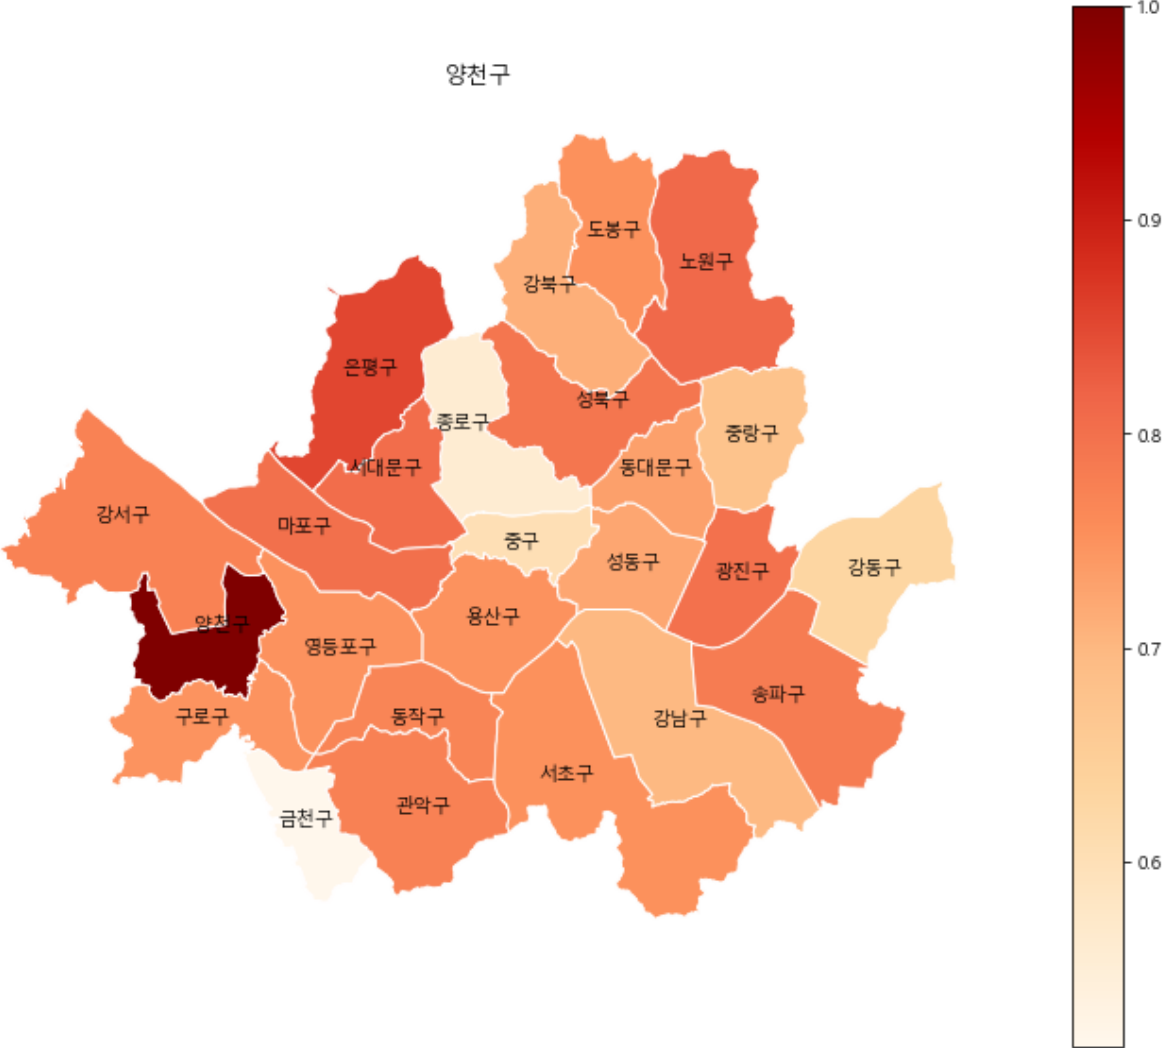 양천구
도봉구
노원구
강북구
은평구
성북구
종로구
중랑구
서대문구
동대문구
강서구
마포구
중구
성동구
광진구
강동구
양천구
용산구
영등포구
송파구
구로구
동작구
강남구
서초구
관악구
금천구
1.0
0.9
0.8
0.7
0.6